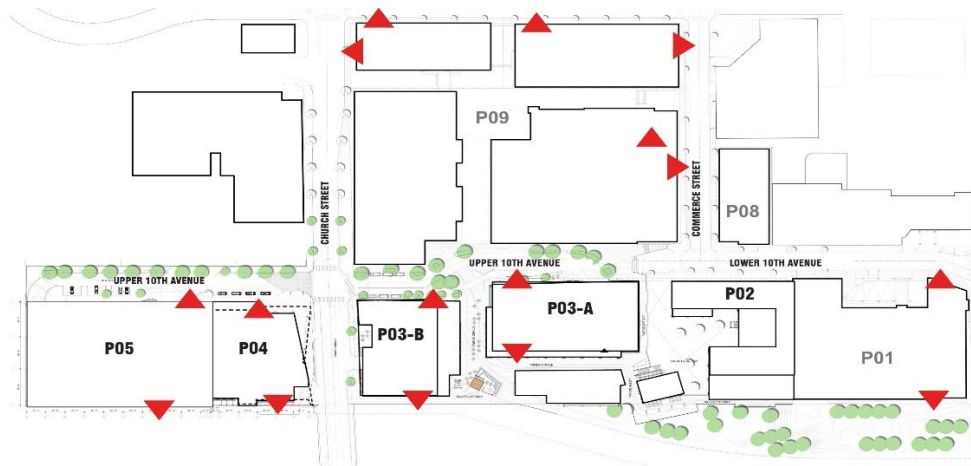 P09
CHURCH STREET
COMMERCE STREET
P08
UPPER 10TH AVENUE
LOWER 10TH AVENUE
UPPER 10TH AVENUE
P02
P03-A
P03-B
P05
P04
P01